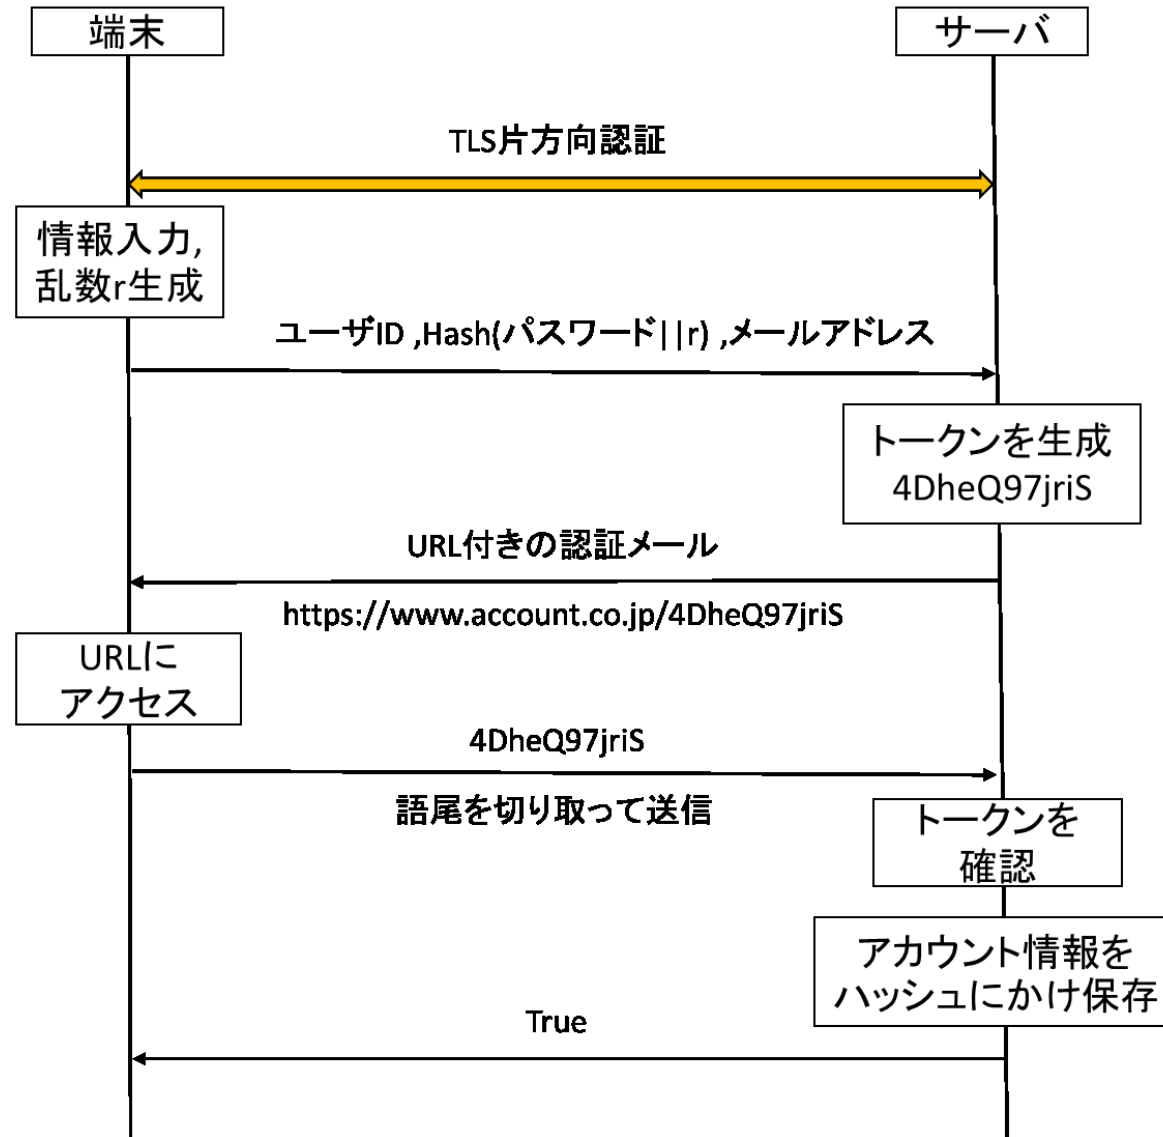 端末
サーバ
TLS片方向認証
情報入力,
乱数r生成
ユーザID ,Hash(パスワード||r) ,メールアドレス
トークンを生成
4DheQ97jriS
URL付きの認証メール
https://www.account.co.jp/4DheQ97jriS
URLに
アクセス
4DheQ97jriS
語尾を切り取って送信
トークンを
確認
アカウント情報を
ハッシュにかけ保存
True